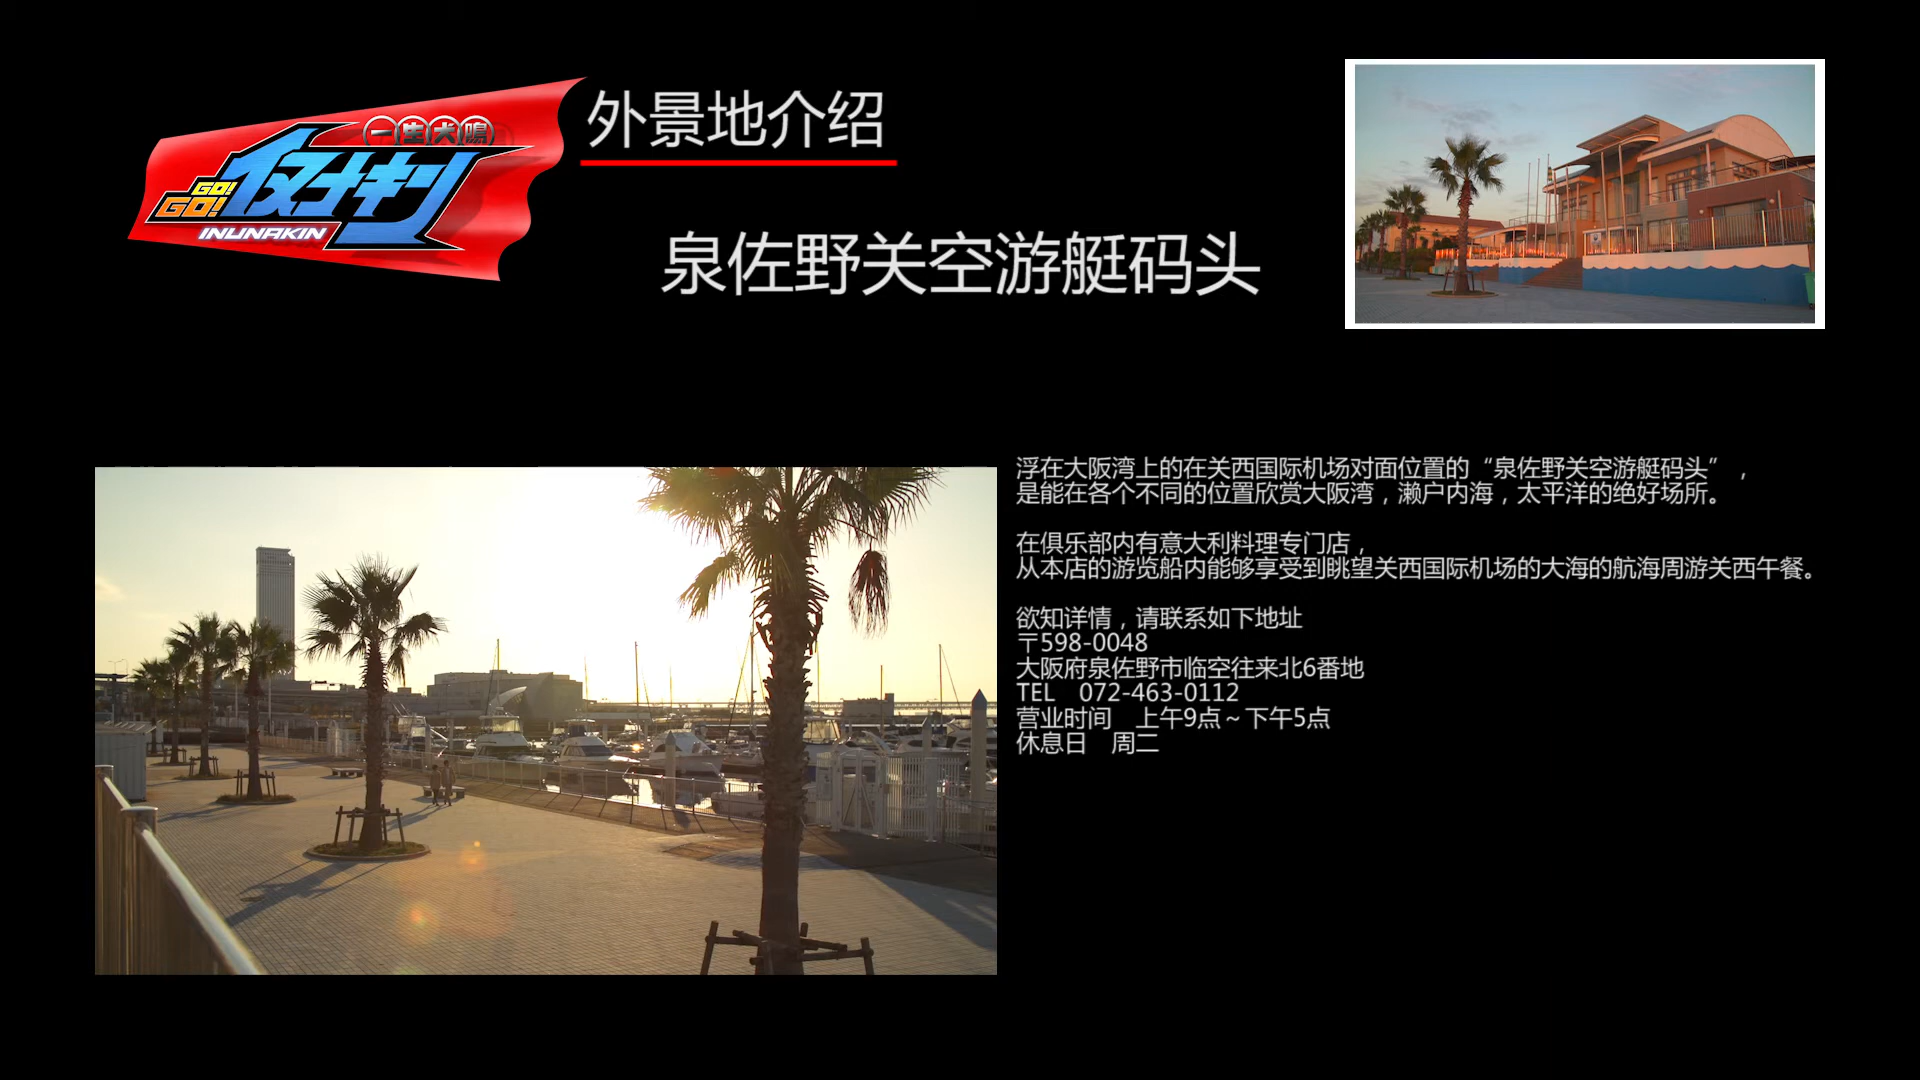 外景地介绍
一生犬鳴
GO!
GO!
イヌナキン
INUNAKIN
泉佐野关空游艇码头
浮在大阪湾上的在关西国际机场对面位置的“泉佐野关空游艇码头”，
是能在各个不同的位置欣赏大阪湾，濑户内海，太平洋的绝好场所。
在俱乐部内有意大利料理专门店，
从本店的游览船内能够享受到眺望关西国际机场的大海的航海周游关西午餐。
欲知详情，请联系如下地址
〒598-0048
大阪府泉佐野市临空往来北6番地
TEL　072-463-0112
营业时间　上午9点～下午5点
休息日　周二